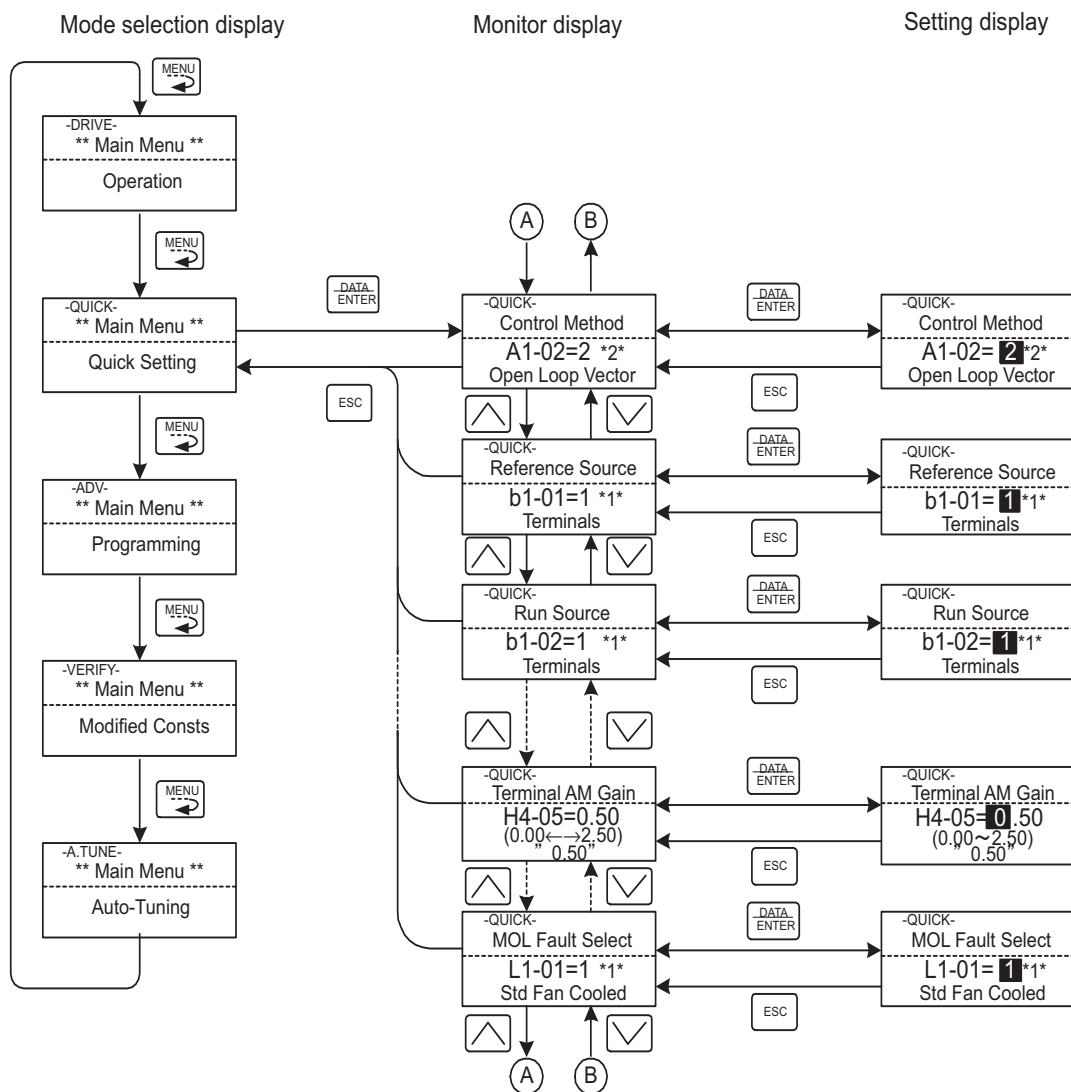 Mode selection display
Monitor display
Setting display
MENU
-DRIVE-
** Main Menu **
Operation
MENU
-QUICK-
** Main Menu **
Quick Setting
MENU
-ADV-
** Main Menu **
Programming
MENU
-VERIFY-
** Main Menu **
Modified Consts
MENU
-A.TUNE-
** Main Menu **
Auto-Tuning
DATA
ENTER
ESC
A
B
-QUICK-
Control Method
A1-02=2 *2*
Open Loop Vector
DATA
ENTER
ESC
-QUICK-
Control Method
A1-02= 2 *2*
Open Loop Vector
-QUICK-
Reference Source
b1-01=1 *1*
Terminals
DATA
ENTER
ESC
-QUICK-
Reference Source
b1-01= 1 *1*
Terminals
-QUICK-
Run Source
b1-02=1 *1*
Terminals
DATA
ENTER
ESC
-QUICK-
Run Source
b1-02= 1 *1*
Terminals
-QUICK-
Terminal AM Gain
H4-05=0.50
(0.00←→2.50)
” 0.50”
DATA
ENTER
ESC
-QUICK-
Terminal AM Gain
H4-05= 0 .50
(0.00~2.50)
” 0.50”
-QUICK-
MOL Fault Select
L1-01=1 *1*
Std Fan Cooled
DATA
ENTER
ESC
-QUICK-
MOL Fault Select
L1-01= 1 *1*
Std Fan Cooled
A
B